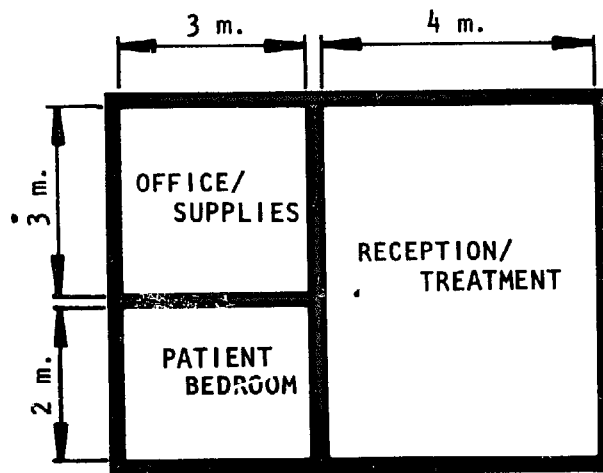 3 m.
4 m.
3 m.
OFFICE/
SUPPLIES
RECEPTION/
TREATMENT
2 m.
PATIENT
BEDROOM